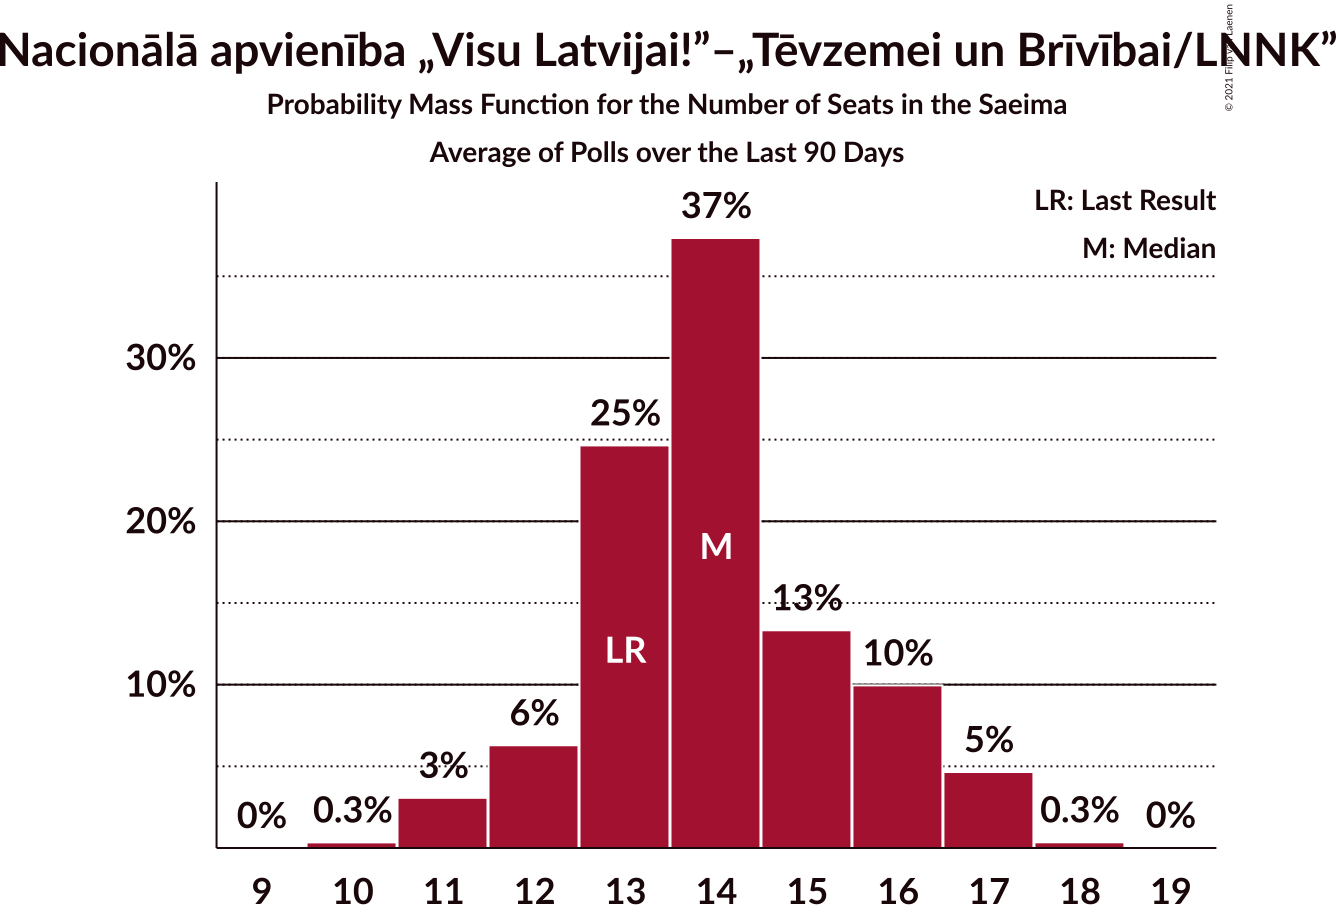 Nacionālā apvienība „Visu Latvijai!”–„Tēvzemei un Brīvībai/LNNK”
Probability Mass Function for the Number of Seats in the Saeima
Average of Polls over the Last 90 Days
© 2021 Filip van Laenen
LR: Last Result
M: Median
37%
30%
25%
20%
M
13%
LR
10%
10%
6%
5%
3%
0%
0.3%
0.3%
0%
9 10 11 12 13 14 15 16 17 18 19